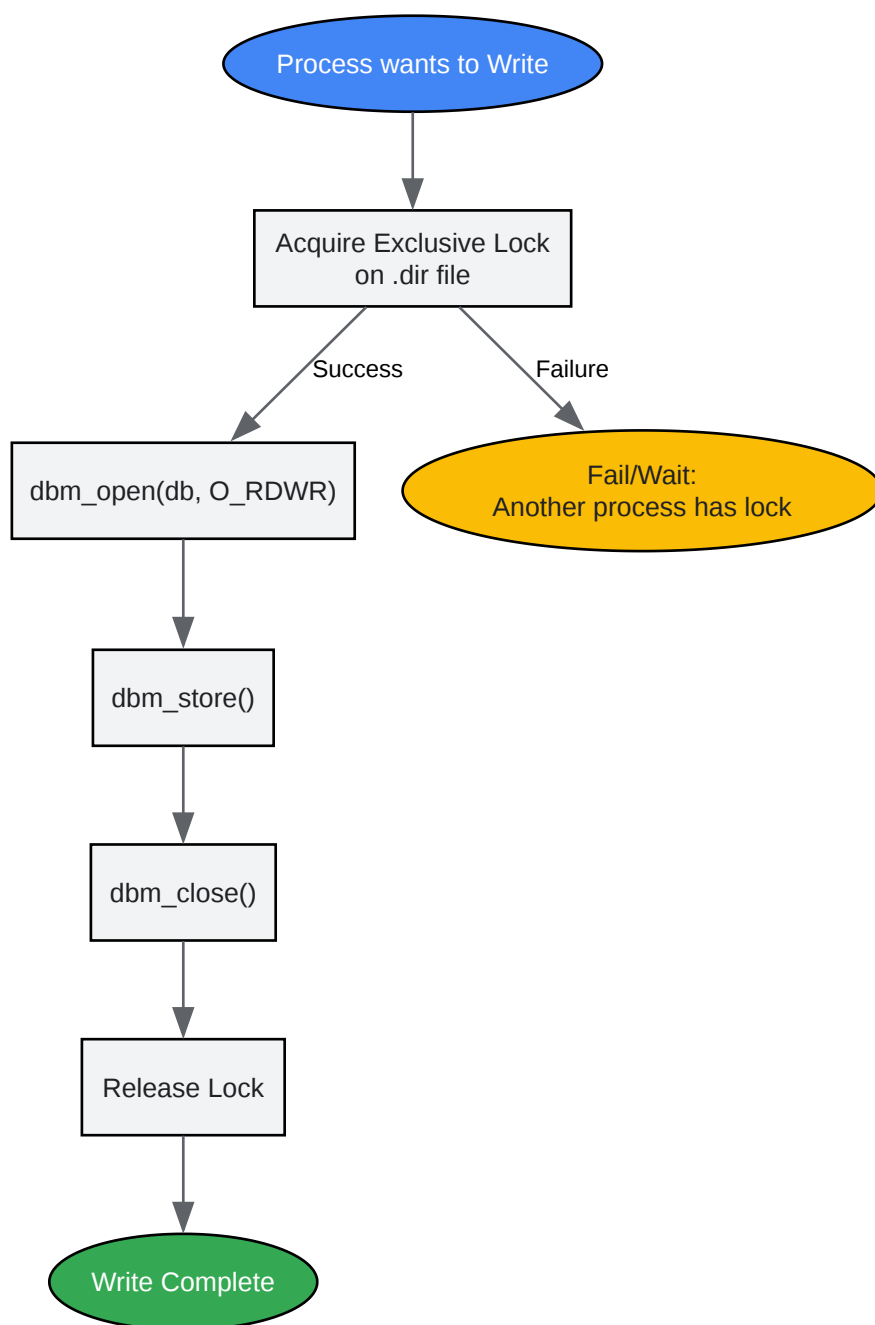 Process wants to Write
Acquire Exclusive Lock
on .dir file
Success
Failure
dbm_open(db, O_RDWR)
Fail/Wait:
Another process has lock
dbm_store()
dbm_close()
Release Lock
Write Complete